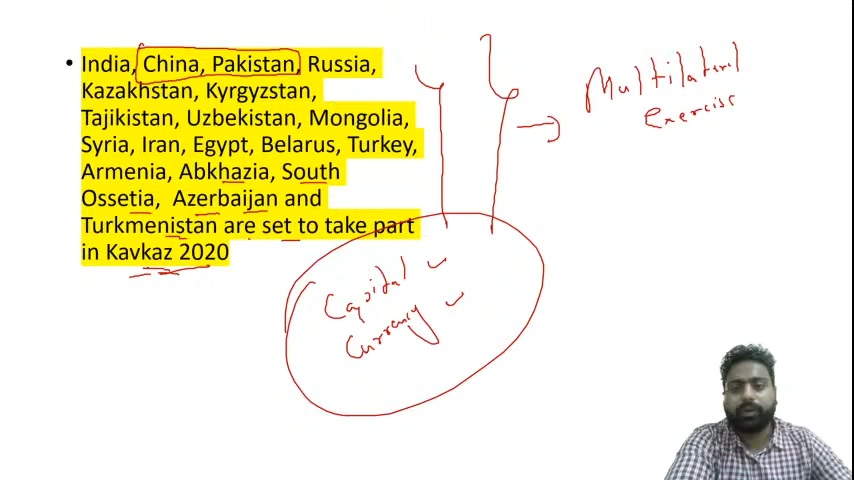 • India, China, Pakistan, Russia,
Kazakhstan, Kyrgyzstan,
Tajikistan, Uzbekistan, Mongolia,
Syria, Iran, Egypt, Belarus, Turkey,
Armenia, Abkhazia, South
Ossetia, Azerbaijan and
Turkmenistan are set to take part
in Kavkaz 2020
Multilateral
exercise
Capital
Currency